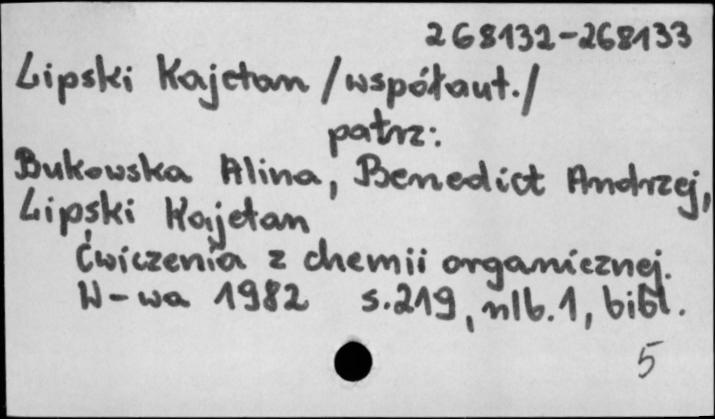 268132-268133
Lipski Kajetan /współaut./
patrz:
Bukowska Alina, Benedict Andrzej,
Lipski Kajetan
Ćwiczenia z chemii organicznej.
W-wa 1982 s.219, nlb.1, bibl.
5